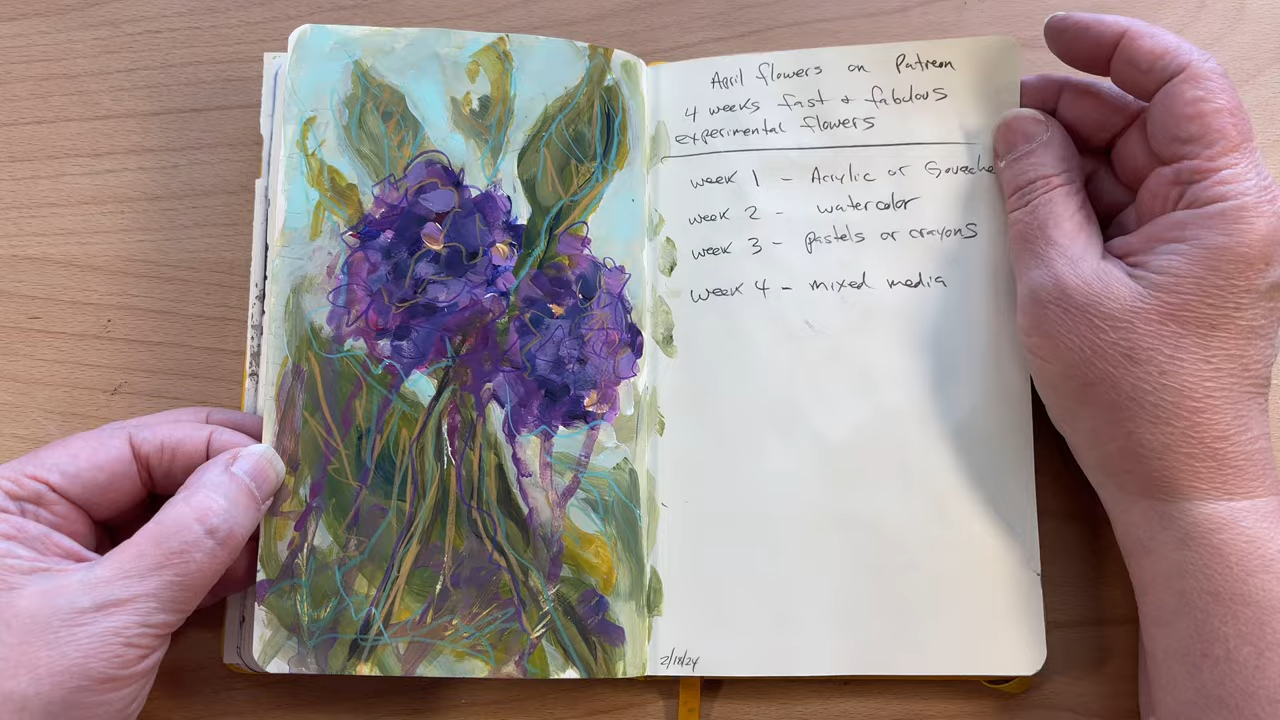 April flowers on Patreon
4 weeks fast + fabulous
experimental flowers
week 1 - Acrylic or Gouache
week 2 - watercolor
week 3 - pastels or crayons
week 4 - mixed media
2/18/24